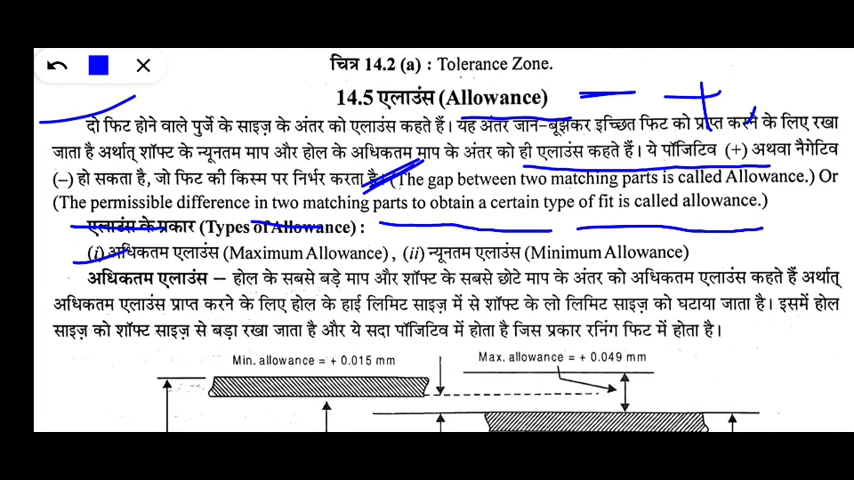 चित्र 14.2 (a) : Tolerance Zone.
14.5 एलाउंस (Allowance)
दो फिट होने वाले पुर्जे के साइज़ के अंतर को एलाउंस कहते हैं। यह अंतर जान-बूझकर इच्छित फिट को प्राप्त करने के लिए रखा
जाता है अर्थात् शॉफ्ट के न्यूनतम माप और होल के अधिकतम माप के अंतर को ही एलाउंस कहते हैं। ये पॉजिटिव (+) अथवा नैगेटिव
(–) हो सकता है, जो फिट की किस्म पर निर्भर करता है। (The gap between two matching parts is called Allowance.) Or
(The permissible difference in two matching parts to obtain a certain type of fit is called allowance.)
एलाउंस के प्रकार (Types of Allowance) :
(i) अधिकतम एलाउंस (Maximum Allowance), (ii) न्यूनतम एलाउंस (Minimum Allowance)
अधिकतम एलाउंस – होल के सबसे बड़े माप और शॉफ्ट के सबसे छोटे माप के अंतर को अधिकतम एलाउंस कहते हैं अर्थात्
अधिकतम एलाउंस प्राप्त करने के लिए होल के हाई लिमिट साइज़ में से शॉफ्ट के लो लिमिट साइज़ को घटाया जाता है। इसमें होल
साइज़ को शॉफ्ट साइज़ से बड़ा रखा जाता है और ये सदा पॉजिटिव में होता है जिस प्रकार रनिंग फिट में होता है।
Min. allowance = + 0.015 mm
Max. allowance = + 0.049 mm